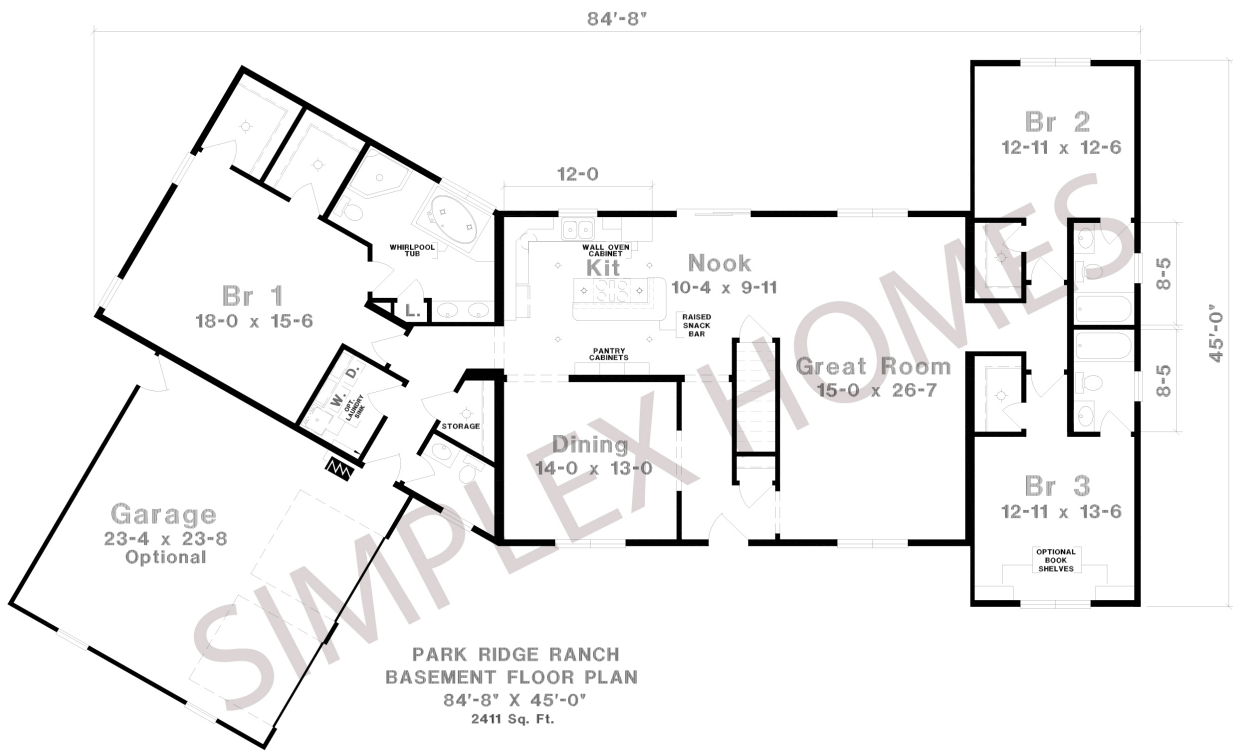 84'-8"
Br 2
12-11 x 12-6
12-0
WHIRLPOOL
TUB
WALL OVEN
CABINET
Kit
Nook
10-4 x 9-11
8-5
Br 1
18-0 x 15-6
L.
RAISED
SNACK
BAR
45'-0"
PANTRY
CABINETS
Great Room
15-0 x 26-7
8-5
W.
D.
OPT.
LAUNDRY
SINK
STORAGE
Dining
14-0 x 13-0
Br 3
12-11 x 13-6
Garage
23-4 x 23-8
Optional
OPTIONAL
BOOK
SHELVES
SIMPLEX HOMES
PARK RIDGE RANCH
BASEMENT FLOOR PLAN
84'-8" X 45'-0"
2411 Sq. Ft.